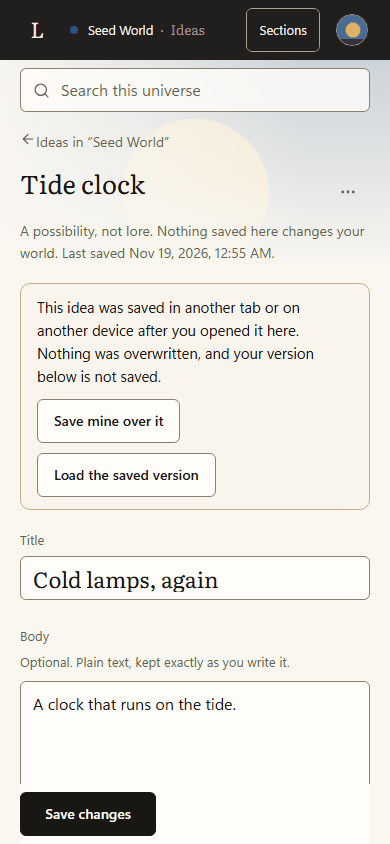 L
Seed World · Ideas
Sections
Search this universe
← Ideas in “Seed World”
Tide clock
...
A possibility, not lore. Nothing saved here changes your
world. Last saved Nov 19, 2026, 12:55 AM.
This idea was saved in another tab or on
another device after you opened it here.
Nothing was overwritten, and your version
below is not saved.
Save mine over it
Load the saved version
Title
Cold lamps, again
Body
Optional. Plain text, kept exactly as you write it.
A clock that runs on the tide.
Save changes